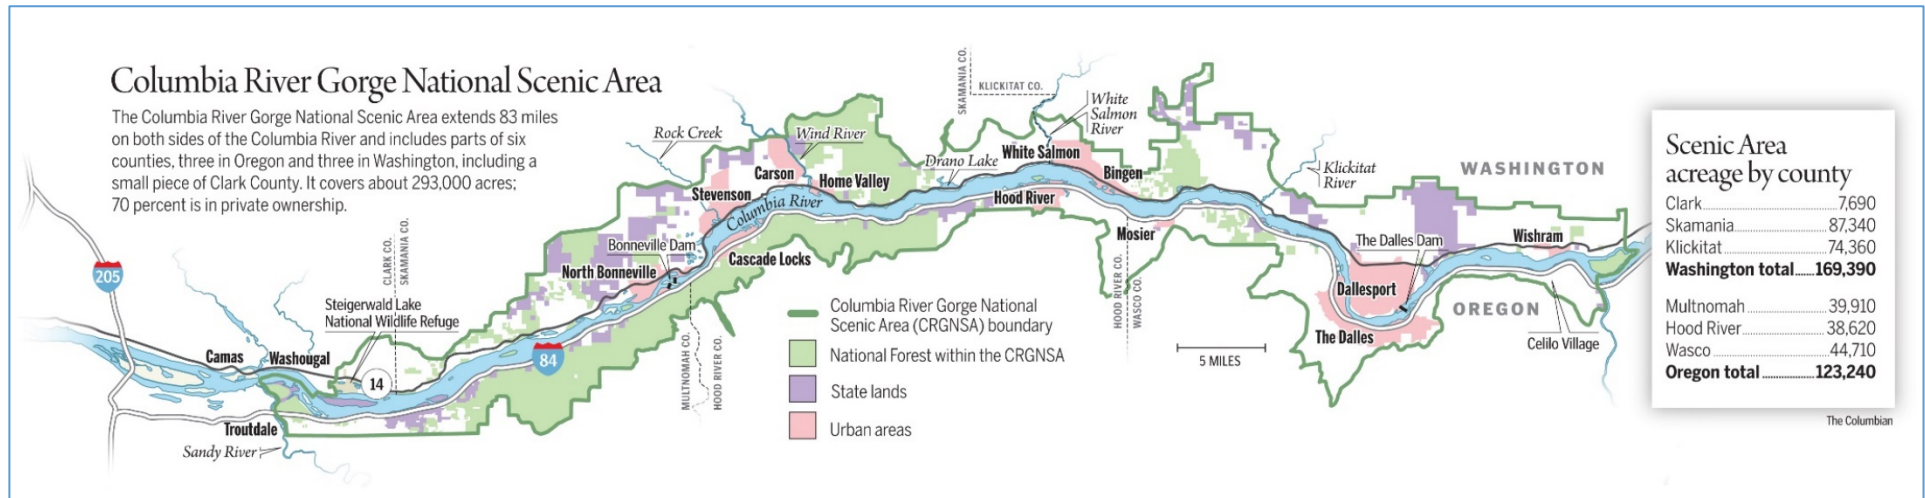 Columbia River Gorge National Scenic Area
The Columbia River Gorge National Scenic Area extends 83 miles
on both sides of the Columbia River and includes parts of six
counties, three in Oregon and three in Washington, including a
small piece of Clark County. It covers about 293,000 acres;
70 percent is in private ownership.
205
CLARK CO.
SKAMANIA CO.
Steigerwald Lake
National Wildlife Refuge
Camas
Washougal
14
Troutdale
Sandy River
84
North Bonneville
Bonneville Dam
Rock Creek
Stevenson
Carson
Wind River
Home Valley
Columbia River
Cascade Locks
MULTNOMAH CO.
HOOD RIVER CO.
Drano Lake
SKAMANIA CO.
KLICKITAT CO.
White
Salmon
River
White Salmon
Bingen
Hood River
Mosier
HOOD RIVER CO.
WASCO CO.
Klickitat
River
WASHINGTON
The Dalles Dam
Wishram
Dallesport
OREGON
The Dalles
Celilo Village
Columbia River Gorge National
Scenic Area (CRGNSA) boundary
National Forest within the CRGNSA
State lands
Urban areas
5 MILES
Scenic Area
acreage by county
Clark 7,690
Skamania 87,340
Klickitat 74,360
Washington total 169,390
Multnomah 39,910
Hood River 38,620
Wasco 44,710
Oregon total 123,240
The Columbian